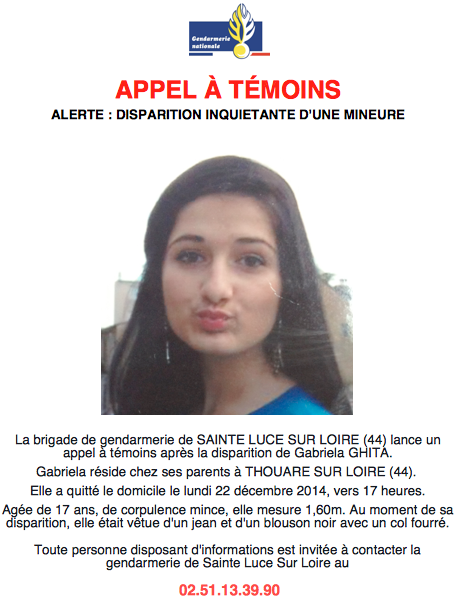 Gendarmerie
nationale
APPEL À TÉMOINS
ALERTE : DISPARITION INQUIETANTE D'UNE MINEURE
La brigade de gendarmerie de SAINTE LUCE SUR LOIRE (44) lance un
appel à témoins après la disparition de Gabriela GHITA.
Gabriela réside chez ses parents à THOUARE SUR LOIRE (44).
Elle a quitté le domicile le lundi 22 décembre 2014, vers 17 heures.
Agée de 17 ans, de corpulence mince, elle mesure 1,60m. Au moment de sa
disparition, elle était vêtue d'un jean et d'un blouson noir avec un col fourré.
Toute personne disposant d'informations est invitée à contacter la
gendarmerie de Sainte Luce Sur Loire au
02.51.13.39.90